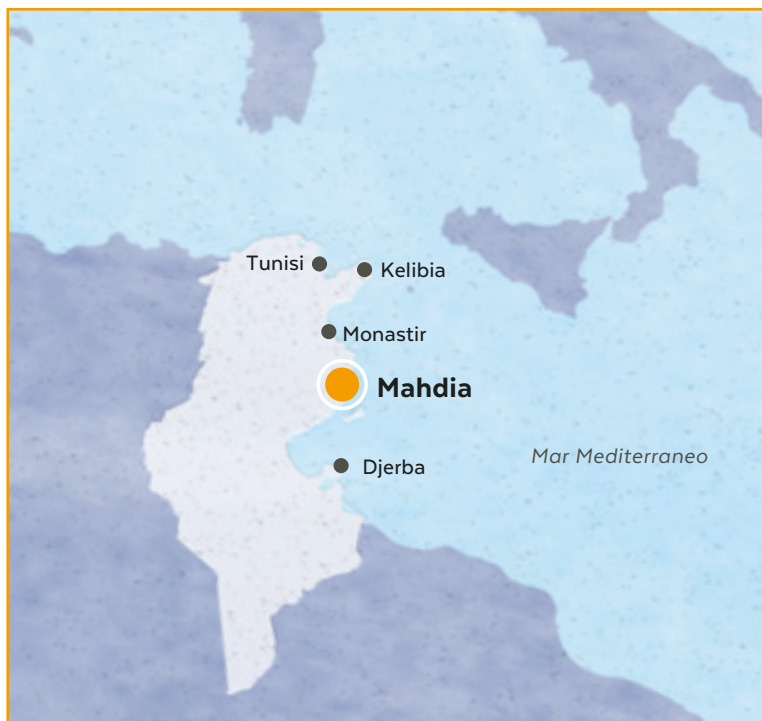 Tunisi
Kelibia
Monastir
Mahdia
Mar Mediterraneo
Djerba